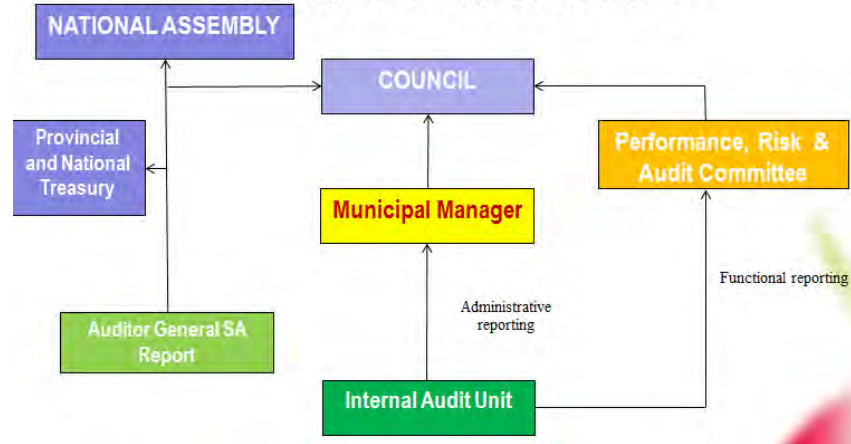 NATIONAL ASSEMBLY
COUNCIL
Provincial
and National
Treasury
Performance, Risk &
Audit Committee
Municipal Manager
Functional reporting
Administrative
reporting
Auditor General SA
Report
Internal Audit Unit